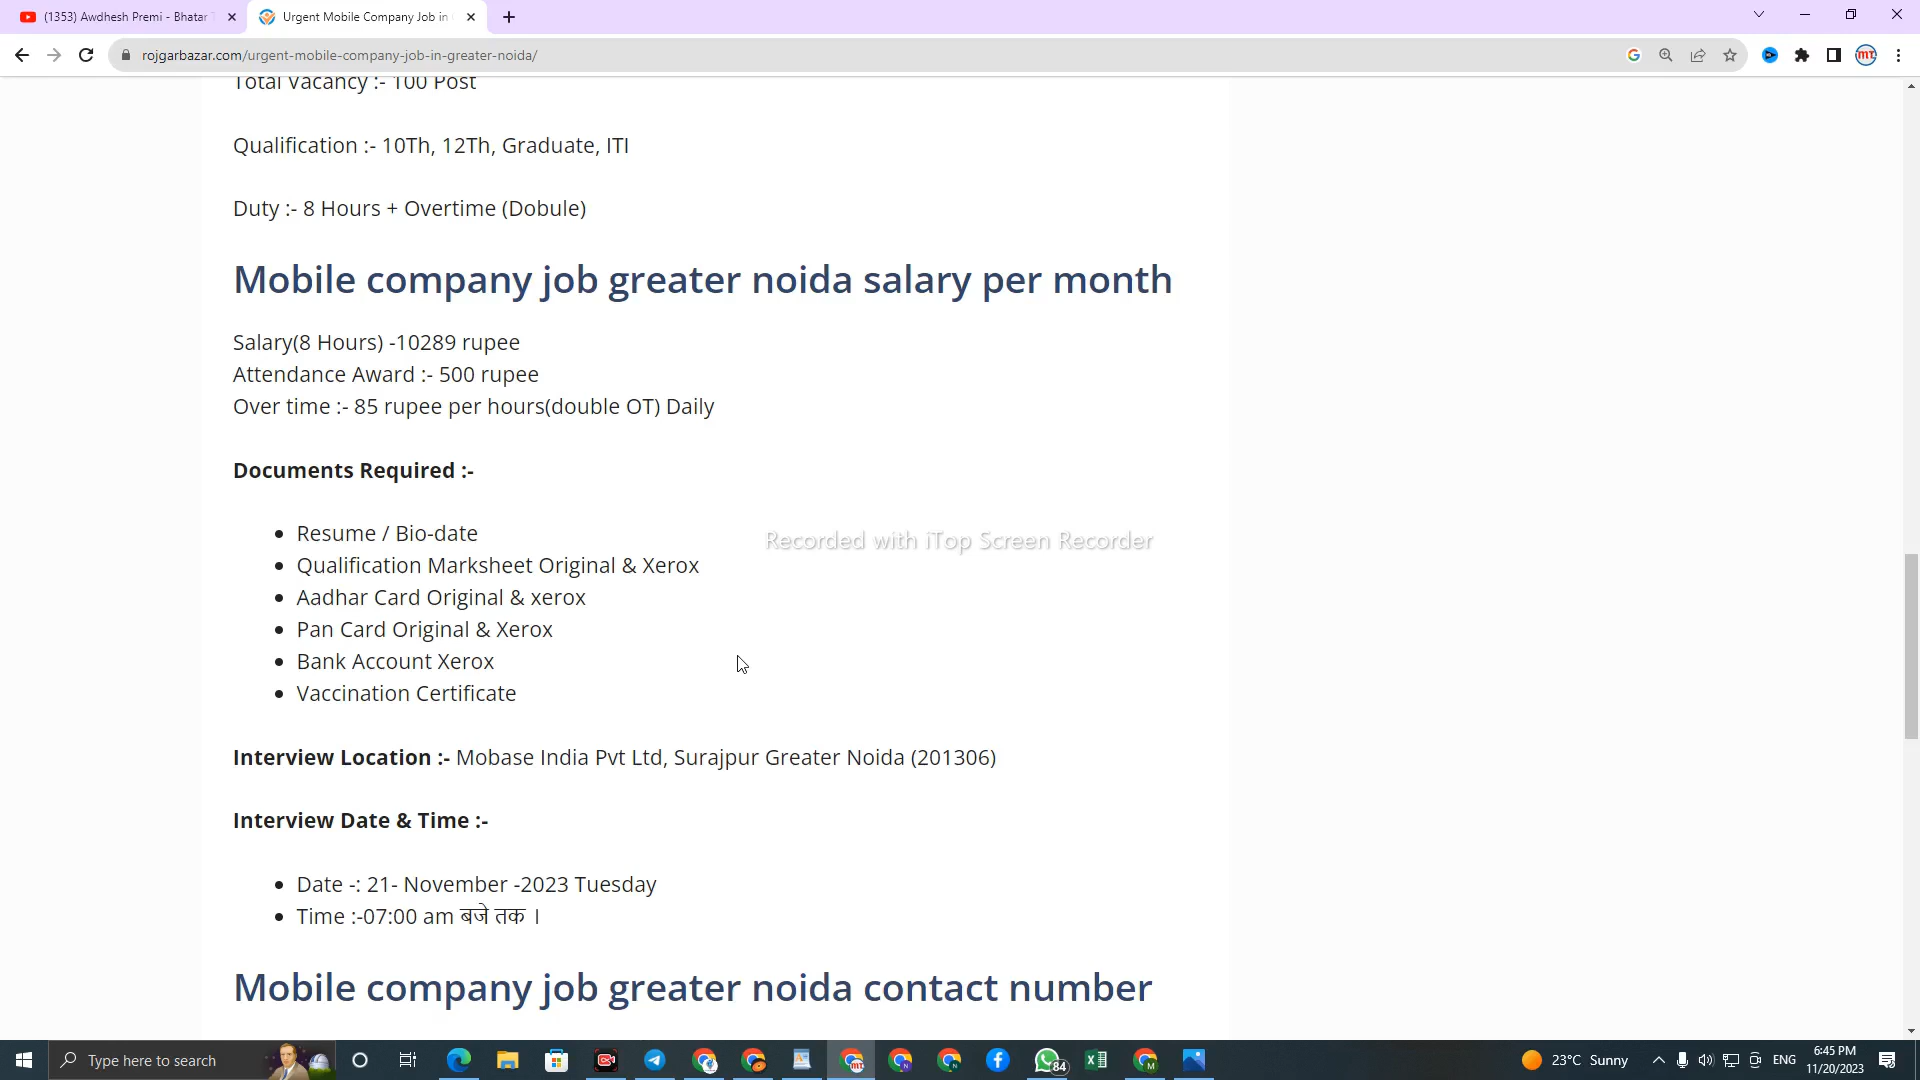 (1353) Awdhesh Premi - Bhatar
Urgent Mobile Company Job in
rojgarbazar.com/urgent-mobile-company-job-in-greater-noida/
Total Vacancy :- 100 Post
Qualification :- 10Th, 12Th, Graduate, ITI
Duty :- 8 Hours + Overtime (Dobule)
Mobile company job greater noida salary per month
Salary(8 Hours) -10289 rupee
Attendance Award :- 500 rupee
Over time :- 85 rupee per hours(double OT) Daily
Documents Required :-
Resume / Bio-date
Recorded with iTop Screen Recorder
Qualification Marksheet Original & Xerox
Aadhar Card Original & xerox
Pan Card Original & Xerox
Bank Account Xerox
Vaccination Certificate
Interview Location :- Mobase India Pvt Ltd, Surajpur Greater Noida (201306)
Interview Date & Time :-
Date -: 21- November -2023 Tuesday
Time :-07:00 am बजे तक ।
Mobile company job greater noida contact number
Type here to search
84
23°C Sunny
ENG
6:45 PM
11/20/2023